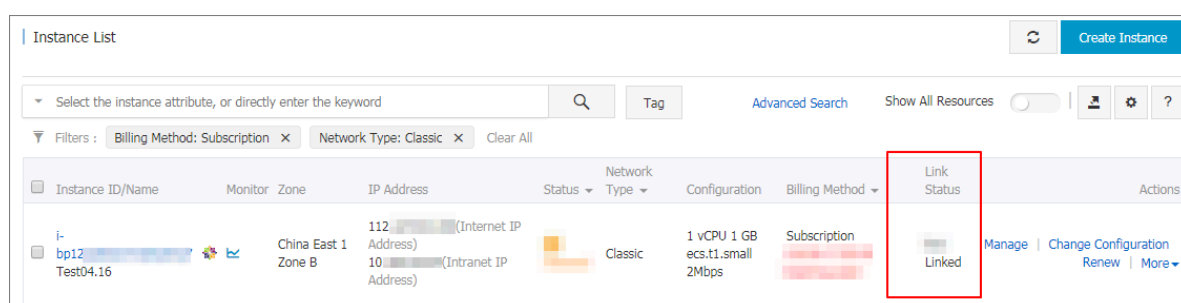 Instance List
Create Instance
Select the instance attribute, or directly enter the keyword
Tag
Advanced Search
Show All Resources
?
Filters : Billing Method: Subscription X Network Type: Classic X Clear All
Instance ID/Name Monitor Zone IP Address Status Network Type Configuration Billing Method Link Status Actions
i-
bp12
Test04.16
China East 1
Zone B
112 (Internet IP
Address)
10 (Intranet IP
Address)
Classic
1 vCPU 1 GB
ecs.t1.small
2Mbps
Subscription
Linked
Manage | Change Configuration
Renew | More